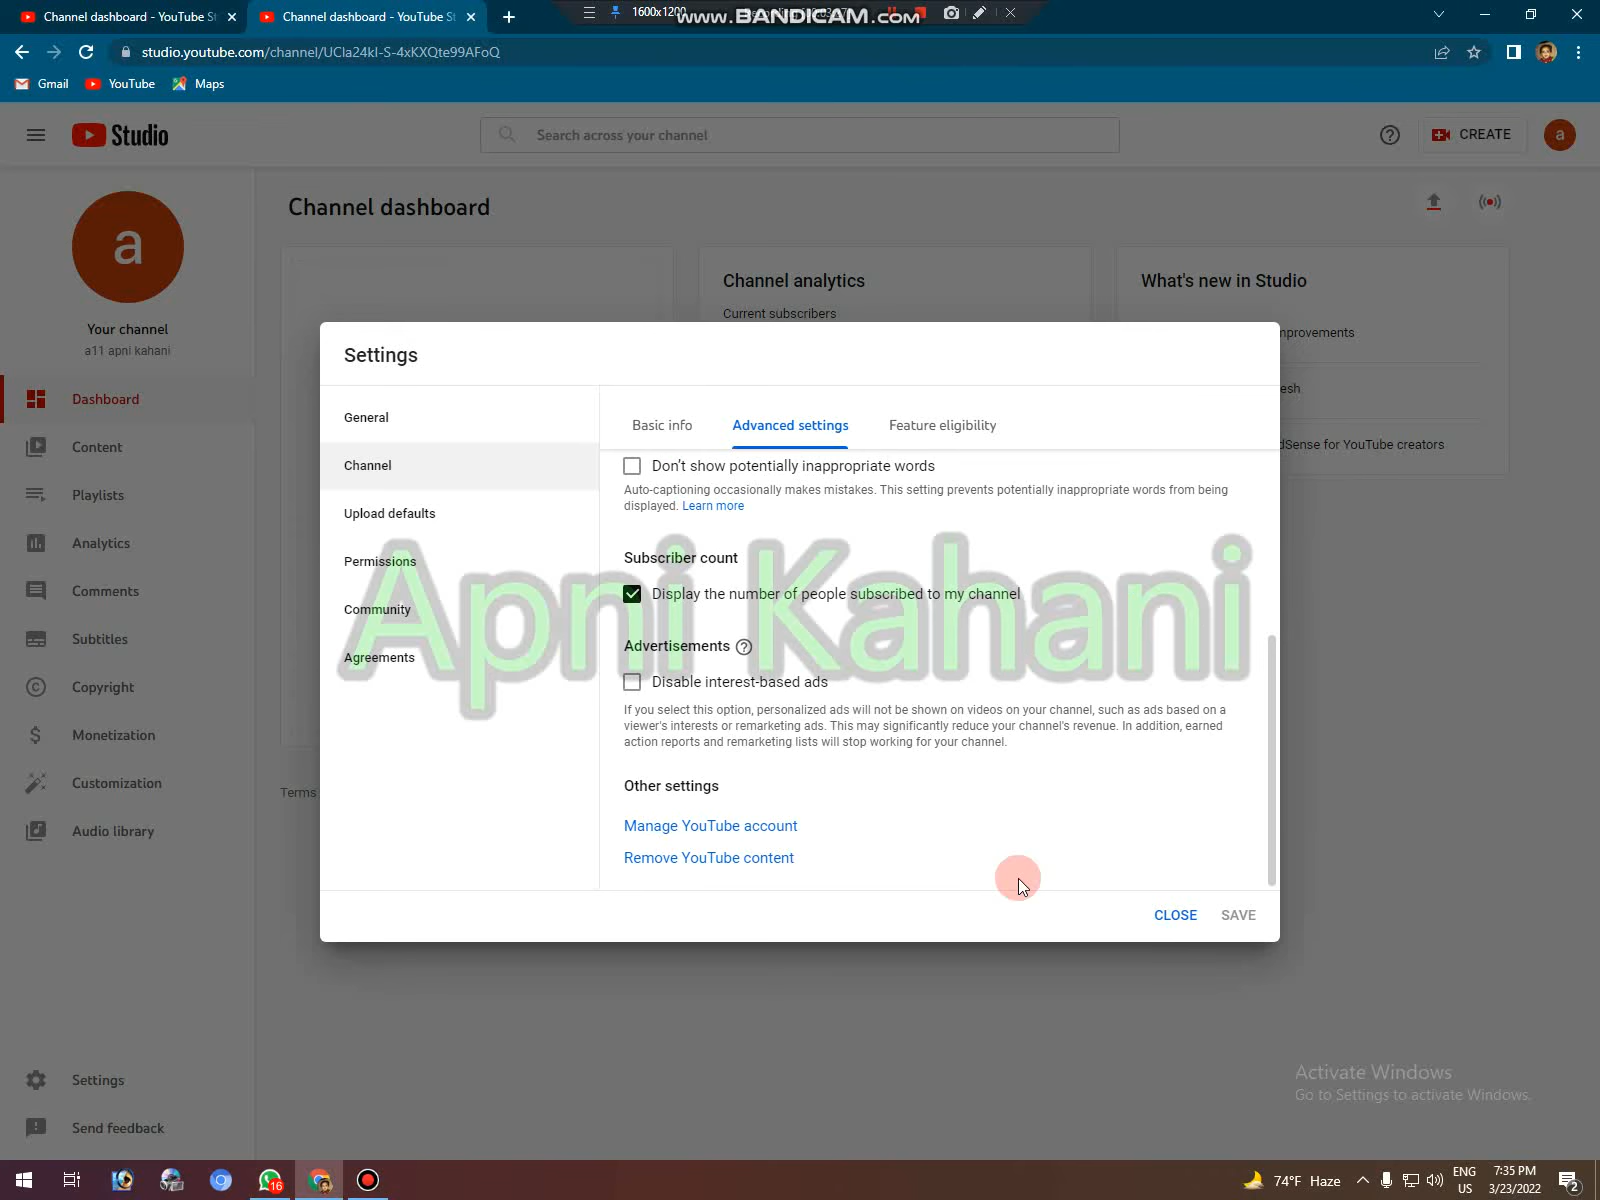 Channel dashboard - YouTube St
Channel dashboard - YouTube St
1600x1200
www.BANDICAM.com
studio.youtube.com/channel/UCla24kI-S-4xKXQte99AFoQ
Gmail
YouTube
Maps
Studio
Search across your channel
CREATE
a
a
Your channel
a11 apni kahani
Dashboard
Content
Playlists
Analytics
Comments
Subtitles
Copyright
Monetization
Customization
Audio library
Settings
Send feedback
Channel dashboard
Channel analytics
Current subscribers
What's new in Studio
mprovements
esh
dSense for YouTube creators
Terms
Settings
General
Channel
Upload defaults
Permissions
Community
Agreements
Basic info
Advanced settings
Feature eligibility
Don't show potentially inappropriate words
Auto-captioning occasionally makes mistakes. This setting prevents potentially inappropriate words from being
displayed. Learn more
Subscriber count
Display the number of people subscribed to my channel
Advertisements
Disable interest-based ads
If you select this option, personalized ads will not be shown on videos on your channel, such as ads based on a
viewer's interests or remarketing ads. This may significantly reduce your channel's revenue. In addition, earned
action reports and remarketing lists will stop working for your channel.
Other settings
Manage YouTube account
Remove YouTube content
CLOSE
SAVE
Apni Kahani
Activate Windows
Go to Settings to activate Windows.
16
74°F Haze
ENG
US
7:35 PM
3/23/2022
2